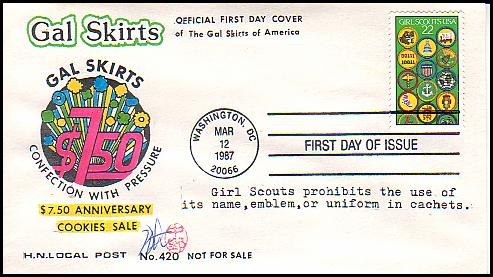 Gal Skirts
OFFICIAL FIRST DAY COVER
of The Gal Skirts of America
GIRL SCOUTS USA
22
GAL SKIRTS
$7.50
CONFECTION WITH PRESSURE
WASHINGTON, DC
MAR
12
1987
20066
FIRST DAY OF ISSUE
Girl Scouts prohibits the use of
its name,emblem,or uniform in cachets.
$7.50 ANNIVERSARY
COOKIES SALE
H.N.LOCAL POST No.420 NOT FOR SALE